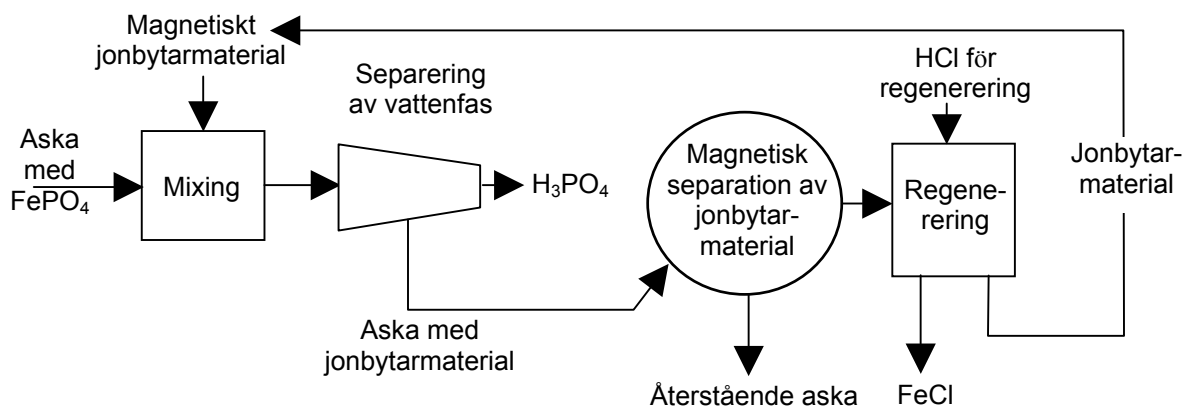 Magnetiskt
jonbytarmaterial
Separering
av vattenfas
HCl för
regenerering
Aska
med
FePO₄
Mixing
H₃PO₄
Magnetisk
separation av
jonbytar-
material
Regene-
rering
Jonbytar-
material
Aska med
jonbytarmaterial
Återstående aska
FeCl